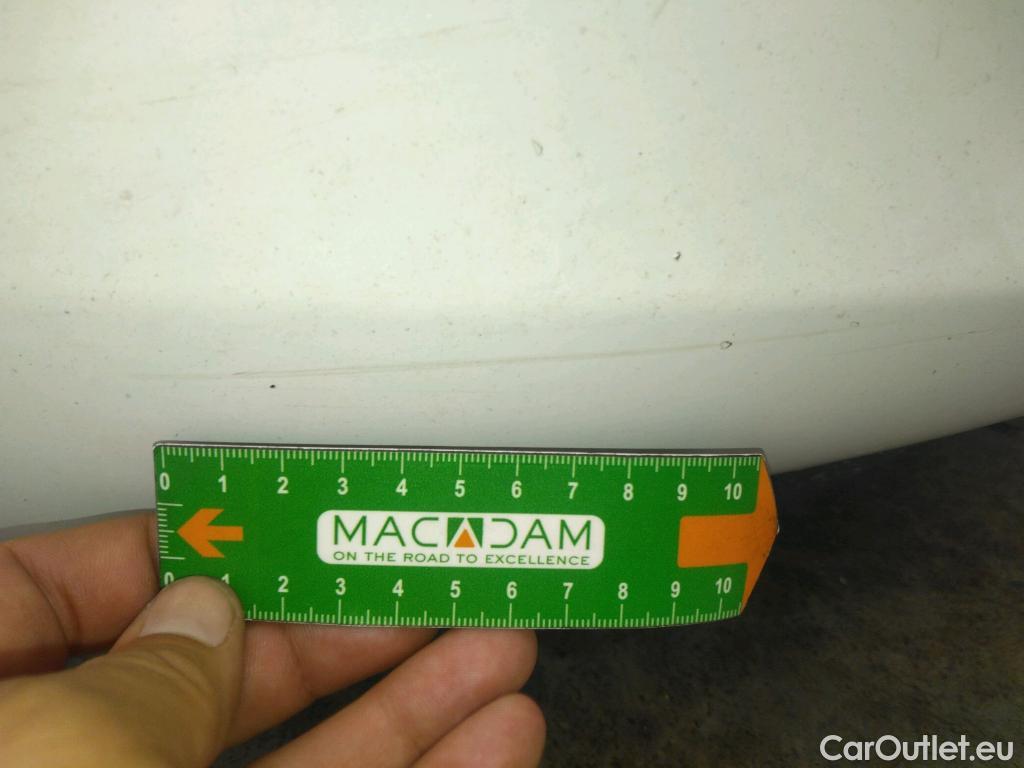 0 1 2 3 4 5 6 7 8 9 10
MACADAM
ON THE ROAD TO EXCELLENCE
0 1 2 3 4 5 6 7 8 9 10
CarOutlet.eu